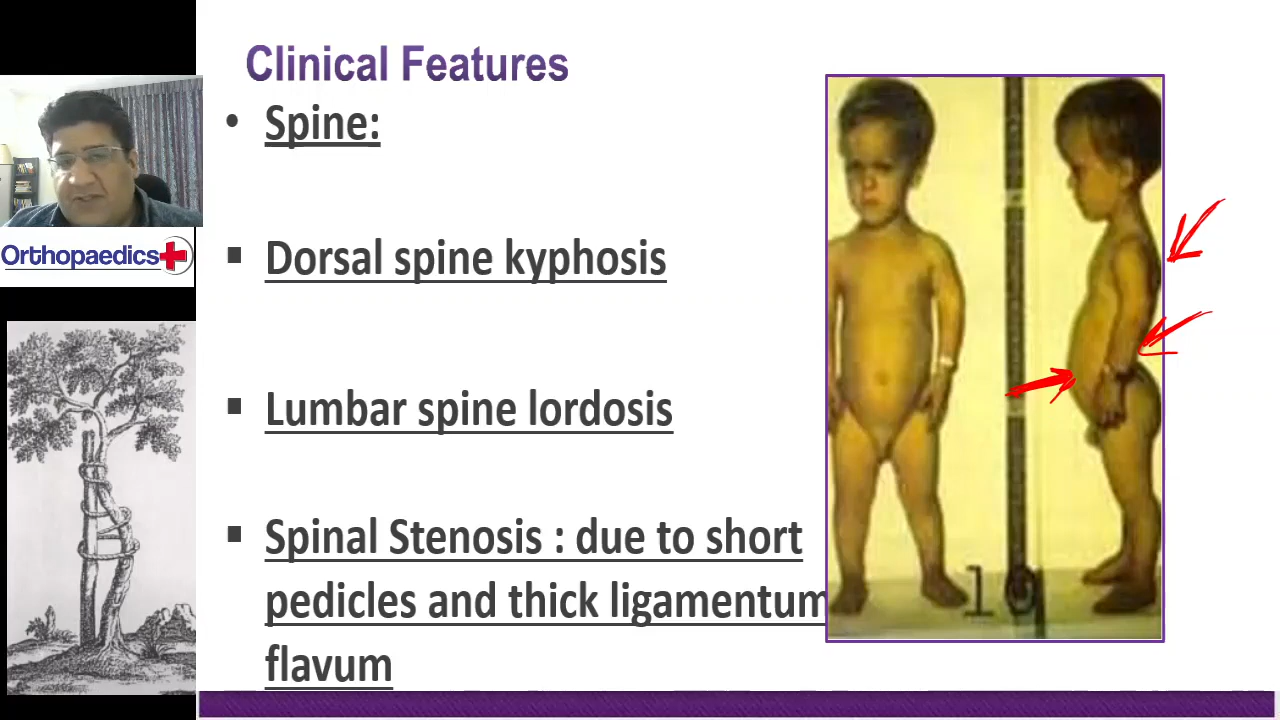 Clinical Features
• Spine:
▪ Dorsal spine kyphosis
▪ Lumbar spine lordosis
▪ Spinal Stenosis : due to short
pedicles and thick ligamentum
flavum
Orthopaedics